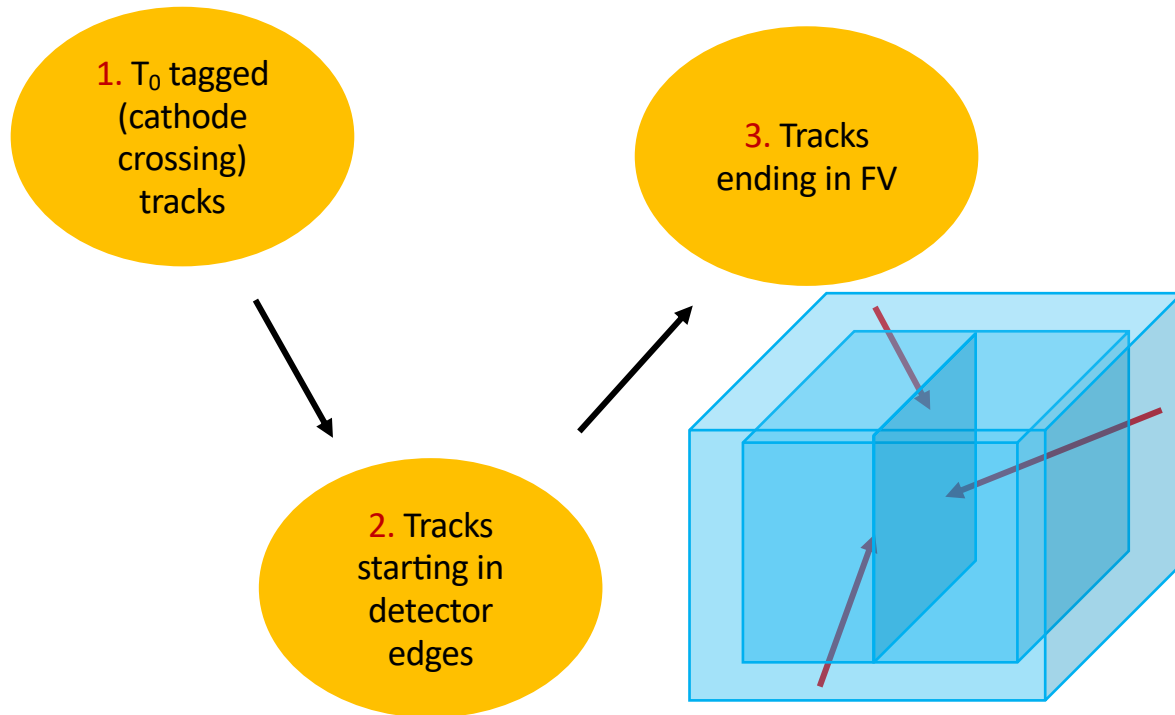 1. T₀ tagged
(cathode
crossing)
tracks
3. Tracks
ending in FV
2. Tracks
starting in
detector
edges